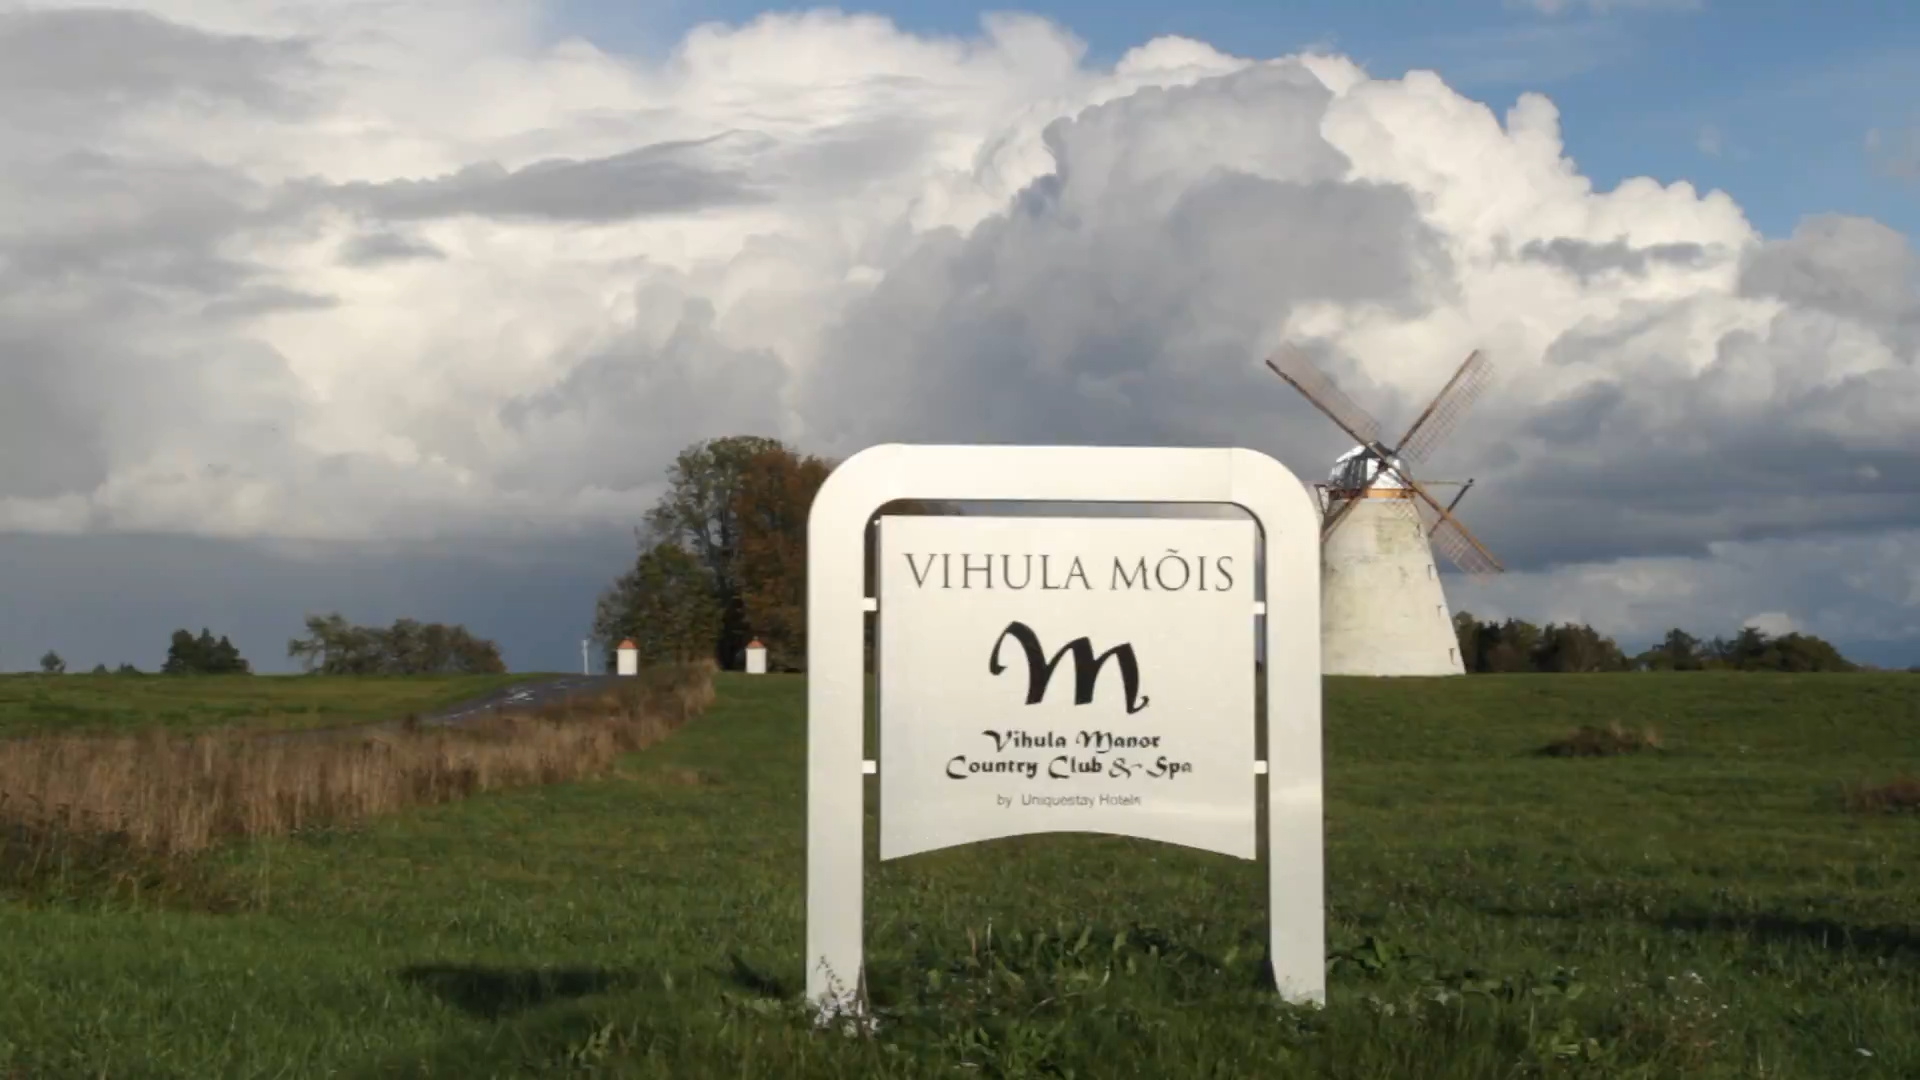 VIHULA MÕIS
M
Vihula Manor
Country Club & Spa
by Uniquestay Hotels